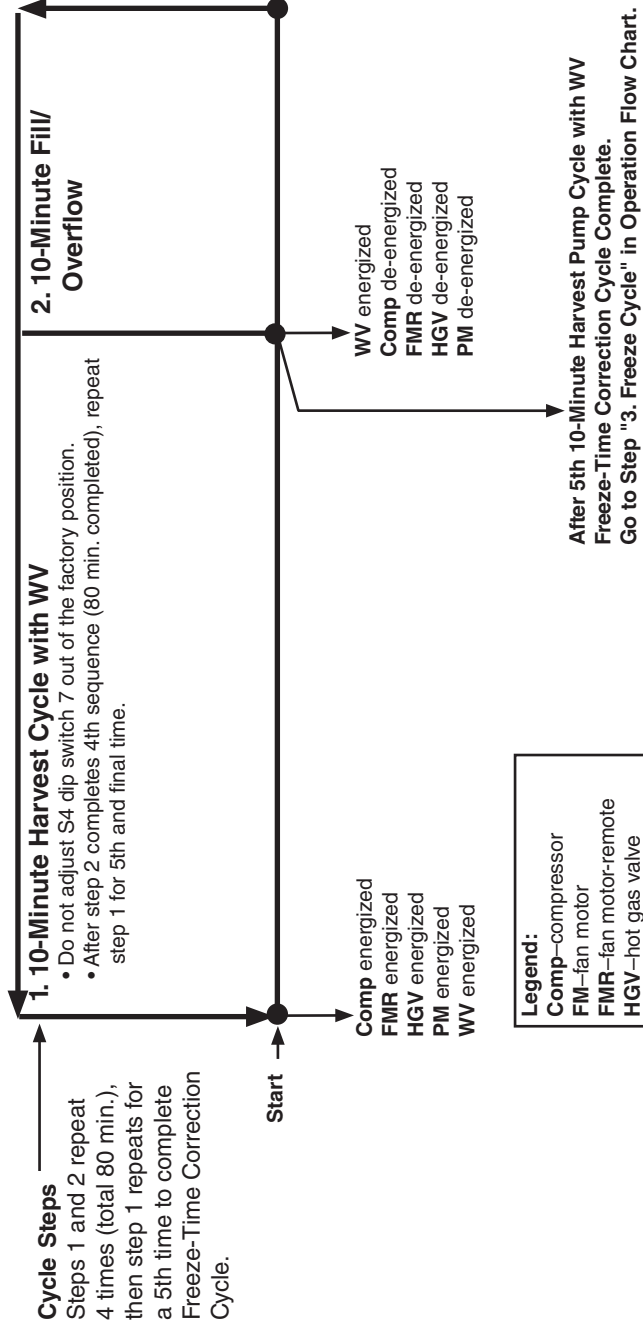 Cycle Steps
Steps 1 and 2 repeat
4 times (total 80 min.),
then step 1 repeats for
a 5th time to complete
Freeze-Time Correction
Cycle.
1. 10-Minute Harvest Cycle with WV
• Do not adjust S4 dip switch 7 out of the factory position.
• After step 2 completes 4th sequence (80 min. completed), repeat
step 1 for 5th and final time.
2. 10-Minute Fill/
Overflow
Start
Comp energized
FMR energized
HGV energized
PM energized
WV energized
WV energized
Comp de-energized
FMR de-energized
HGV de-energized
PM de-energized
After 5th 10-Minute Harvest Pump Cycle with WV
Freeze-Time Correction Cycle Complete.
Go to Step "3. Freeze Cycle" in Operation Flow Chart.
Legend:
Comp–compressor
FM–fan motor
FMR–fan motor-remote
HGV–hot gas valve